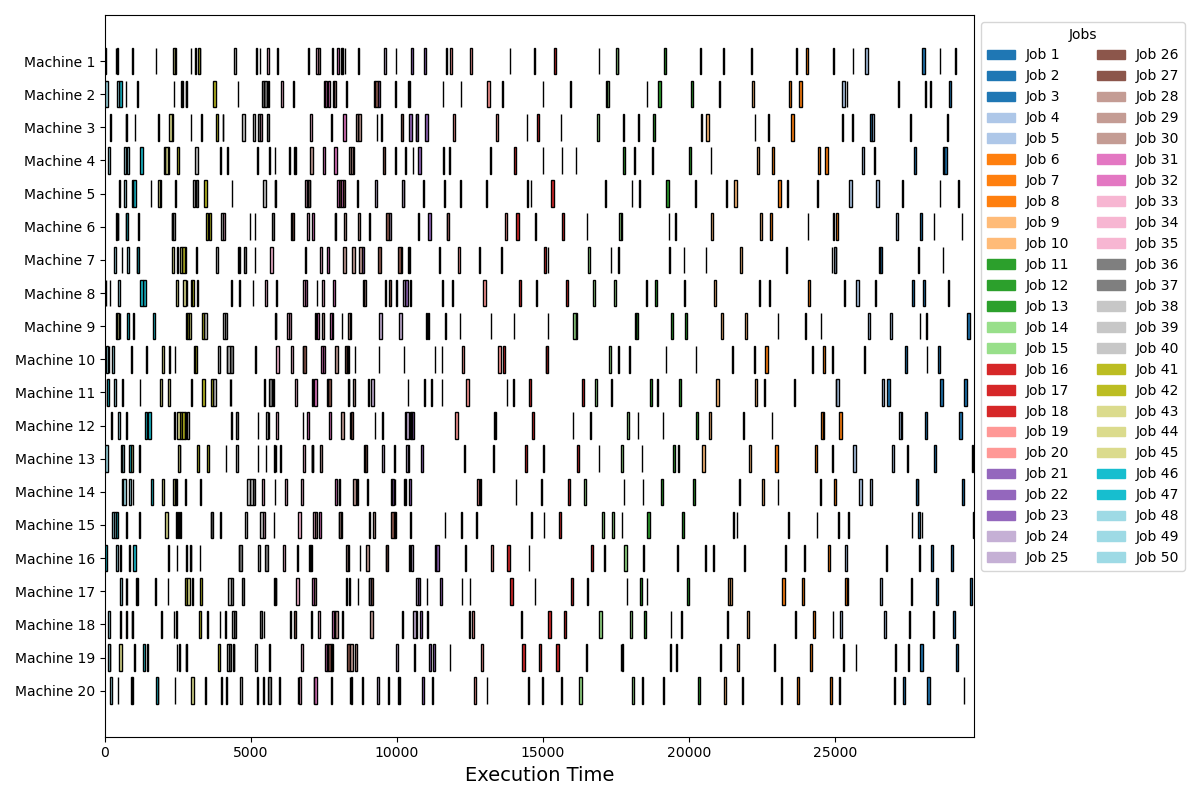 Machine 1
Machine 2
Machine 3
Machine 4
Machine 5
Machine 6
Machine 7
Machine 8
Machine 9
Machine 10
Machine 11
Machine 12
Machine 13
Machine 14
Machine 15
Machine 16
Machine 17
Machine 18
Machine 19
Machine 20
0 5000 10000 15000 20000 25000
Execution Time
Jobs
Job 1 Job 26
Job 2 Job 27
Job 3 Job 28
Job 4 Job 29
Job 5 Job 30
Job 6 Job 31
Job 7 Job 32
Job 8 Job 33
Job 9 Job 34
Job 10 Job 35
Job 11 Job 36
Job 12 Job 37
Job 13 Job 38
Job 14 Job 39
Job 15 Job 40
Job 16 Job 41
Job 17 Job 42
Job 18 Job 43
Job 19 Job 44
Job 20 Job 45
Job 21 Job 46
Job 22 Job 47
Job 23 Job 48
Job 24 Job 49
Job 25 Job 50